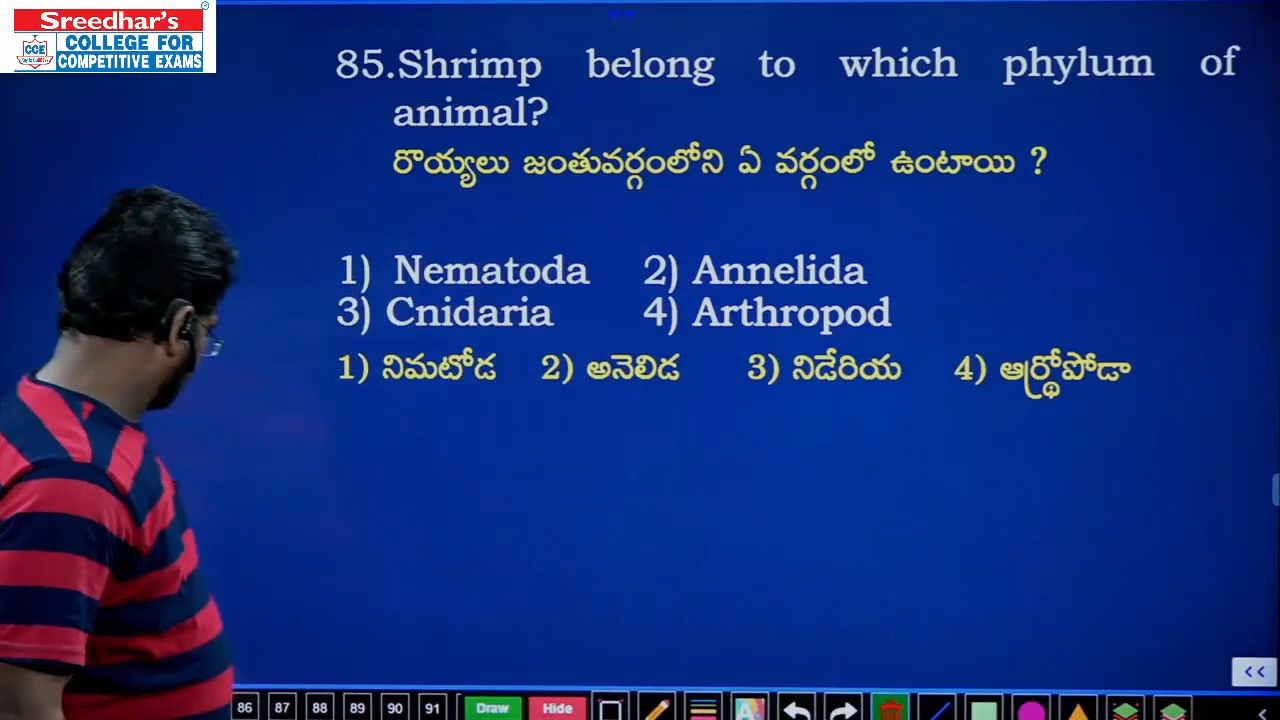 Sreedhar's
CCE
COLLEGE FOR
COMPETITIVE EXAMS
85.Shrimp belong to which phylum of
animal?
రొయ్యలు జంతువర్గంలోని ఏ వర్గంలో ఉంటాయి ?
1) Nematoda 2) Annelida
3) Cnidaria 4) Arthropod
1) నిమటోడ 2) అనెలిడ 3) నిడేరియ 4) ఆర్థ్రోపోడా
<<
86 87 88 89 90 91 Draw Hide